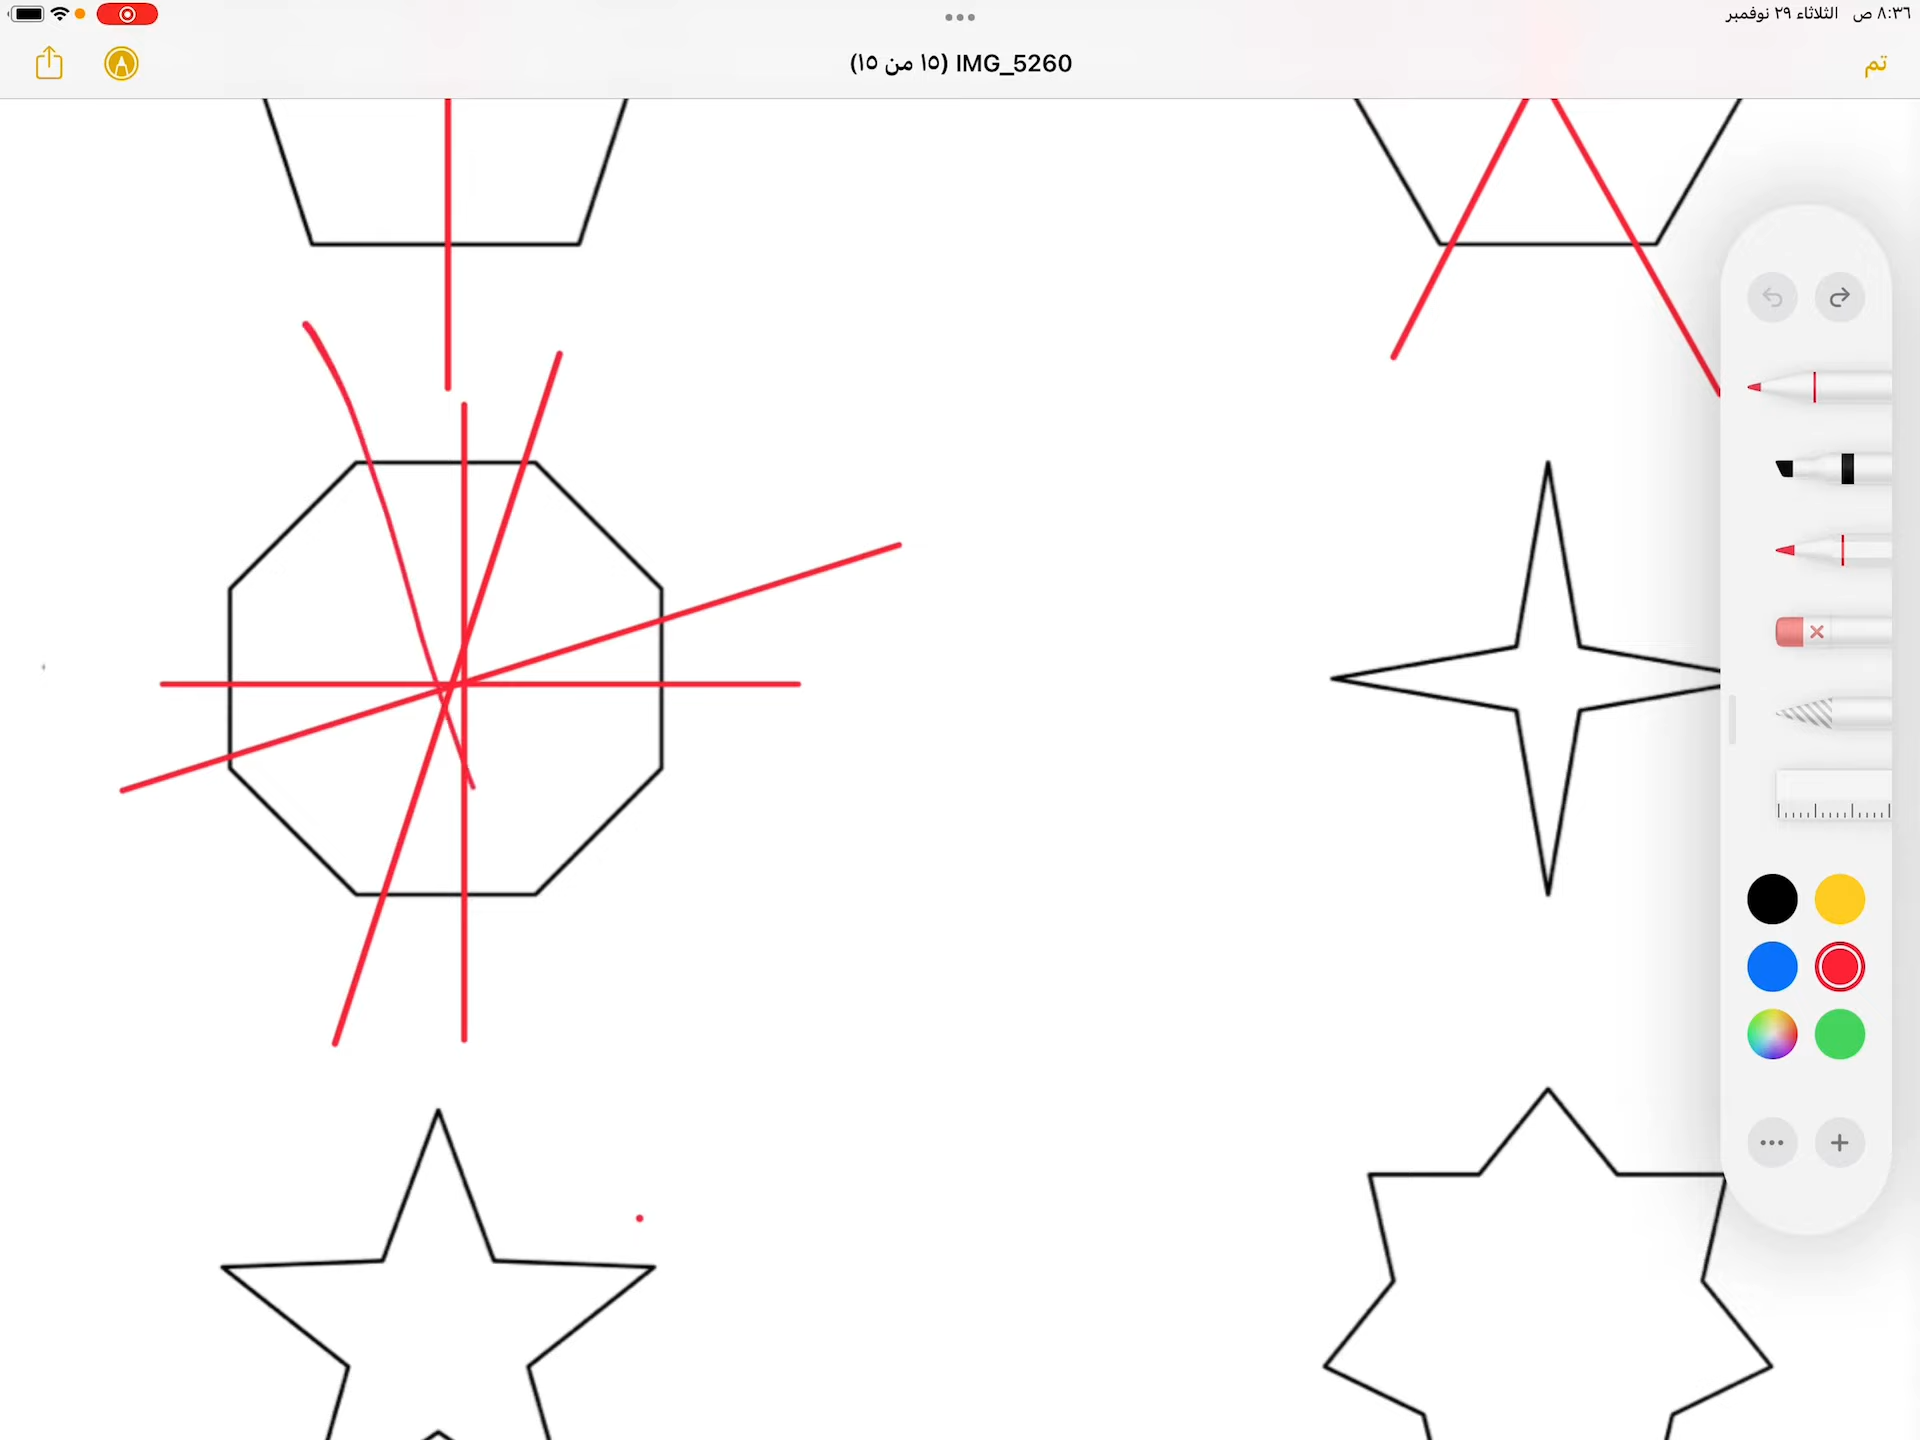 ٨:٣٦ ص الثلاثاء ٢٩ نوفمبر
IMG_5260 (١٥ من ١٥)
تم